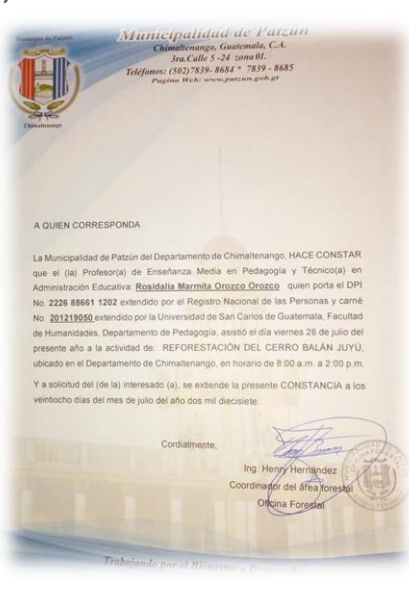 Municipio de Patzún
Chimaltenango
Municipalidad de Patzún
Chimaltenango, Guatemala, C.A.
3ra.Calle 5 -24 zona 01.
Teléfonos: (502)7839- 8684 * 7839 - 8685
Pagina Web: www.patzun.gob.gt
A QUIEN CORRESPONDA
La Municipalidad de Patzún del Departamento de Chimaltenango, HACE CONSTAR
que el (la) Profesor(a) de Enseñanza Media en Pedagogía y Técnico(a) en
Administración Educativa: Rosidalia Marmita Orozco Orozco quien porta el DPI
No. 2226 88661 1202 extendido por el Registro Nacional de las Personas y carné
No. 201219050 extendido por la Universidad de San Carlos de Guatemala, Facultad
de Humanidades, Departamento de Pedagogía, asistió el día viernes 28 de julio del
presente año a la actividad de: REFORESTACIÓN DEL CERRO BALÁN JUYÚ,
ubicado en el Departamento de Chimaltenango, en horario de 8:00 a.m. a 2:00 p.m.
Y a solicitud del (de la) interesado (a), se extiende la presente CONSTANCIA a los
veintiocho días del mes de julio del año dos mil diecisiete.
Cordialmente;
Ing. Henry Hernández
Coordinador del área forestal
Oficina Forestal
Trabajando por el Bienestar y Desarrollo